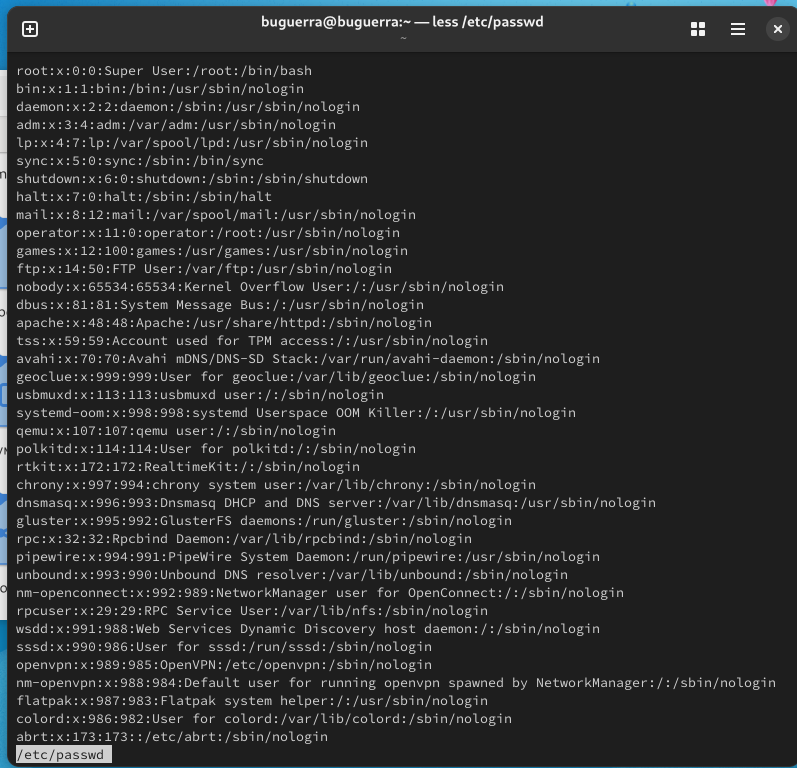 buguerra@buguerra:~ — less /etc/passwd
~
root:x:0:0:Super User:/root:/bin/bash
bin:x:1:1:bin:/bin:/usr/sbin/nologin
daemon:x:2:2:daemon:/sbin:/usr/sbin/nologin
adm:x:3:4:adm:/var/adm:/usr/sbin/nologin
lp:x:4:7:lp:/var/spool/lpd:/usr/sbin/nologin
sync:x:5:0:sync:/sbin:/bin/sync
shutdown:x:6:0:shutdown:/sbin:/sbin/shutdown
halt:x:7:0:halt:/sbin:/sbin/halt
mail:x:8:12:mail:/var/spool/mail:/usr/sbin/nologin
operator:x:11:0:operator:/root:/usr/sbin/nologin
games:x:12:100:games:/usr/games:/usr/sbin/nologin
ftp:x:14:50:FTP User:/var/ftp:/usr/sbin/nologin
nobody:x:65534:65534:Kernel Overflow User:/:/usr/sbin/nologin
dbus:x:81:81:System Message Bus:/:/usr/sbin/nologin
apache:x:48:48:Apache:/usr/share/httpd:/sbin/nologin
tss:x:59:59:Account used for TPM access:/:/usr/sbin/nologin
avahi:x:70:70:Avahi mDNS/DNS-SD Stack:/var/run/avahi-daemon:/sbin/nologin
geoclue:x:999:999:User for geoclue:/var/lib/geoclue:/sbin/nologin
usbmuxd:x:113:113:usbmuxd user:/:/sbin/nologin
systemd-oom:x:998:998:systemd Userspace OOM Killer:/:/usr/sbin/nologin
qemu:x:107:107:qemu user:/:/sbin/nologin
polkitd:x:114:114:User for polkitd:/:/sbin/nologin
rtkit:x:172:172:RealtimeKit:/:/sbin/nologin
chrony:x:997:994:chrony system user:/var/lib/chrony:/sbin/nologin
dnsmasq:x:996:993:Dnsmasq DHCP and DNS server:/var/lib/dnsmasq:/usr/sbin/nologin
gluster:x:995:992:GlusterFS daemons:/run/gluster:/sbin/nologin
rpc:x:32:32:Rpcbind Daemon:/var/lib/rpcbind:/sbin/nologin
pipewire:x:994:991:PipeWire System Daemon:/run/pipewire:/usr/sbin/nologin
unbound:x:993:990:Unbound DNS resolver:/var/lib/unbound:/sbin/nologin
nm-openconnect:x:992:989:NetworkManager user for OpenConnect:/:/sbin/nologin
rpcuser:x:29:29:RPC Service User:/var/lib/nfs:/sbin/nologin
wsdd:x:991:988:Web Services Dynamic Discovery host daemon:/:/sbin/nologin
sssd:x:990:986:User for sssd:/run/sssd:/sbin/nologin
openvpn:x:989:985:OpenVPN:/etc/openvpn:/sbin/nologin
nm-openvpn:x:988:984:Default user for running openvpn spawned by NetworkManager:/:/sbin/nologin
flatpak:x:987:983:Flatpak system helper:/:/usr/sbin/nologin
colord:x:986:982:User for colord:/var/lib/colord:/sbin/nologin
abrt:x:173:173::/etc/abrt:/sbin/nologin
/etc/passwd